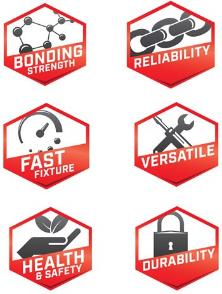 BONDING
STRENGTH
RELIABILITY
FAST
FIXTURE
VERSATILE
HEALTH
& SAFETY
DURABILITY